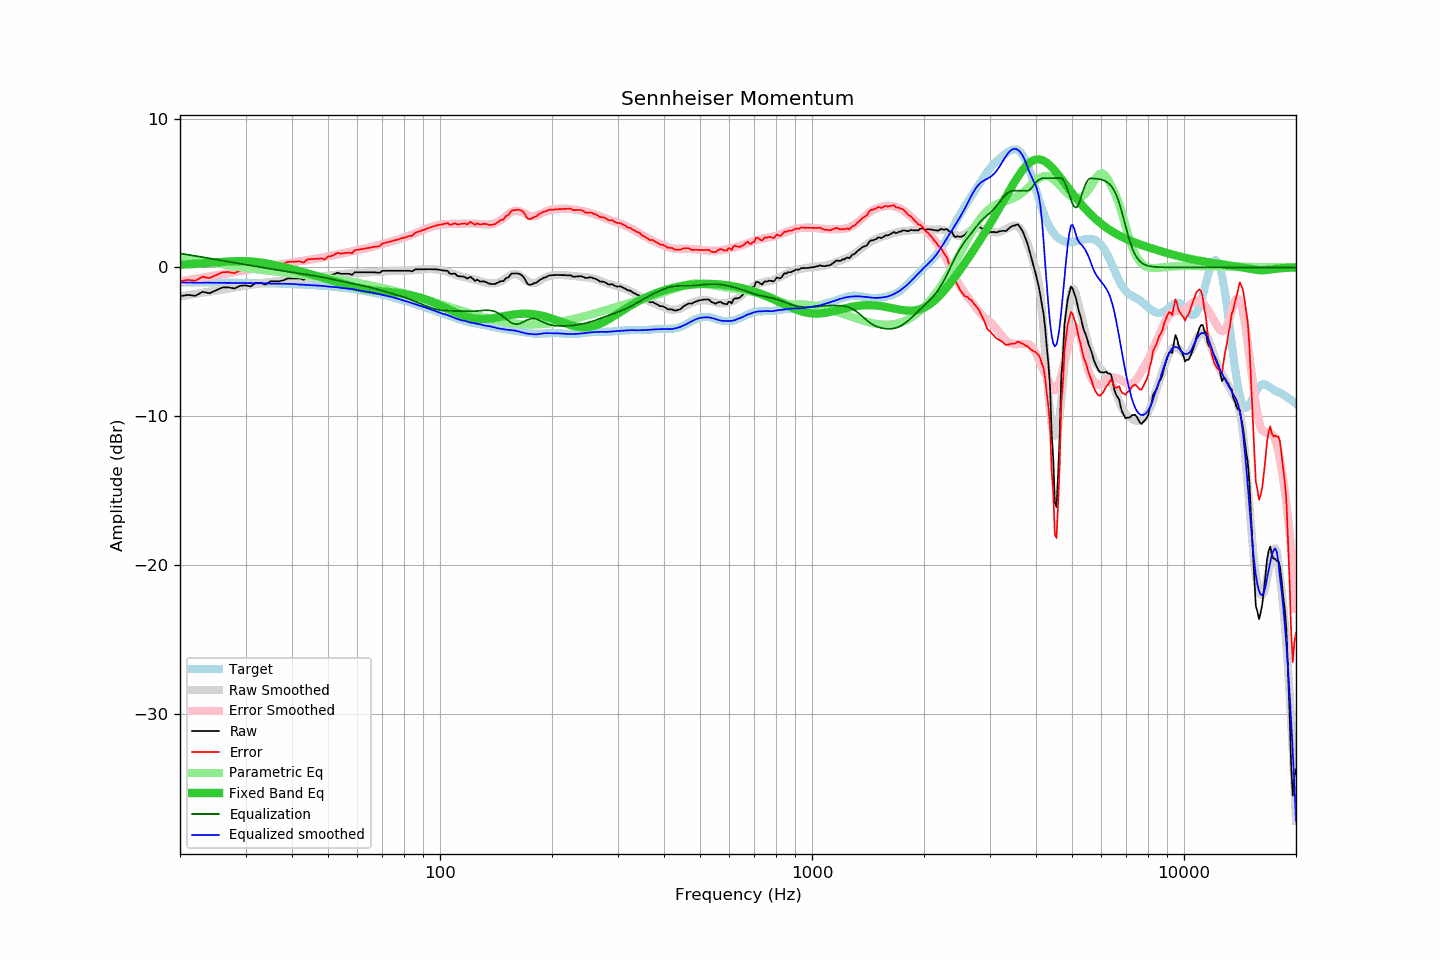 Sennheiser Momentum
10
0
−10
−20
−30
Amplitude (dBr)
Target
Raw Smoothed
Error Smoothed
Raw
Error
Parametric Eq
Fixed Band Eq
Equalization
Equalized smoothed
100
1000
10000
Frequency (Hz)